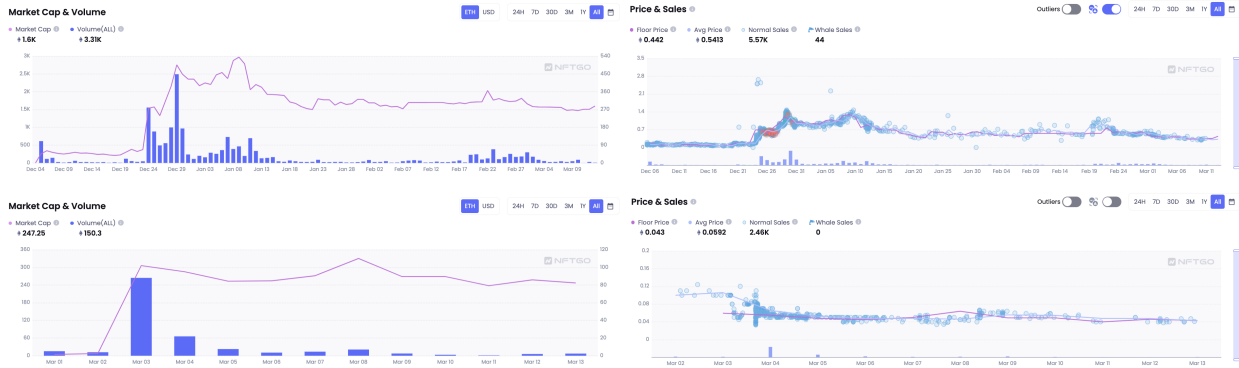 Market Cap & Volume
ETH USD 24H 7D 30D 3M 1Y All
Market Cap Volume(ALL)
1.6K 3.31K
3K 540
2.5K 450
2K 360
1.5K 270
1K 180
500 90
0 0
NFTGO
Dec 04 Dec 09 Dec 14 Dec 19 Dec 24 Dec 29 Jan 03 Jan 08 Jan 13 Jan 18 Jan 23 Jan 28 Feb 02 Feb 07 Feb 12 Feb 17 Feb 22 Feb 27 Mar 04 Mar 09
Price & Sales
Outliers 24H 7D 30D 3M 1Y All
Floor Price Avg Price Normal Sales Whale Sales
0.442 0.5413 5.57K 44
3.5
2.8
2.1
1.4
0.7
0
NFTGO
Dec 06 Dec 11 Dec 16 Dec 21 Dec 26 Dec 31 Jan 05 Jan 10 Jan 15 Jan 20 Jan 25 Jan 30 Feb 04 Feb 09 Feb 14 Feb 19 Feb 24 Mar 01 Mar 06 Mar 11
Market Cap & Volume
ETH USD 24H 7D 30D 3M 1Y All
Market Cap Volume(ALL)
247.25 150.3
360 120
300 100
240 80
180 60
120 40
60 20
0 0
NFTGO
Mar 01 Mar 02 Mar 03 Mar 04 Mar 05 Mar 06 Mar 07 Mar 08 Mar 09 Mar 10 Mar 11 Mar 12 Mar 13
Price & Sales
Outliers 24H 7D 30D 3M 1Y All
Floor Price Avg Price Normal Sales Whale Sales
0.043 0.0592 2.46K 0
0.2
0.16
0.12
0.08
0.04
0
NFTGO
Mar 02 Mar 03 Mar 04 Mar 05 Mar 06 Mar 07 Mar 08 Mar 09 Mar 10 Mar 11 Mar 12 Mar 13